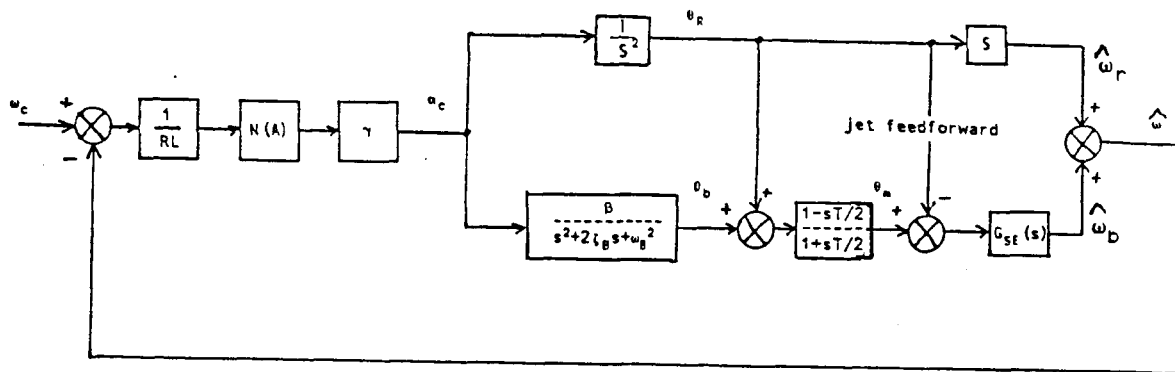 θ_R
1
S²
S
ω̂_r
ω_c
+
−
1
RL
N(A)
γ
α_c
jet feedforward
+
ω̂
+
−
+
θ_b
+
β
s²+2ζ_B s+ω_B²
1-sT/2
1+sT/2
θ_m
+
G_SE(s)
ω̂_b